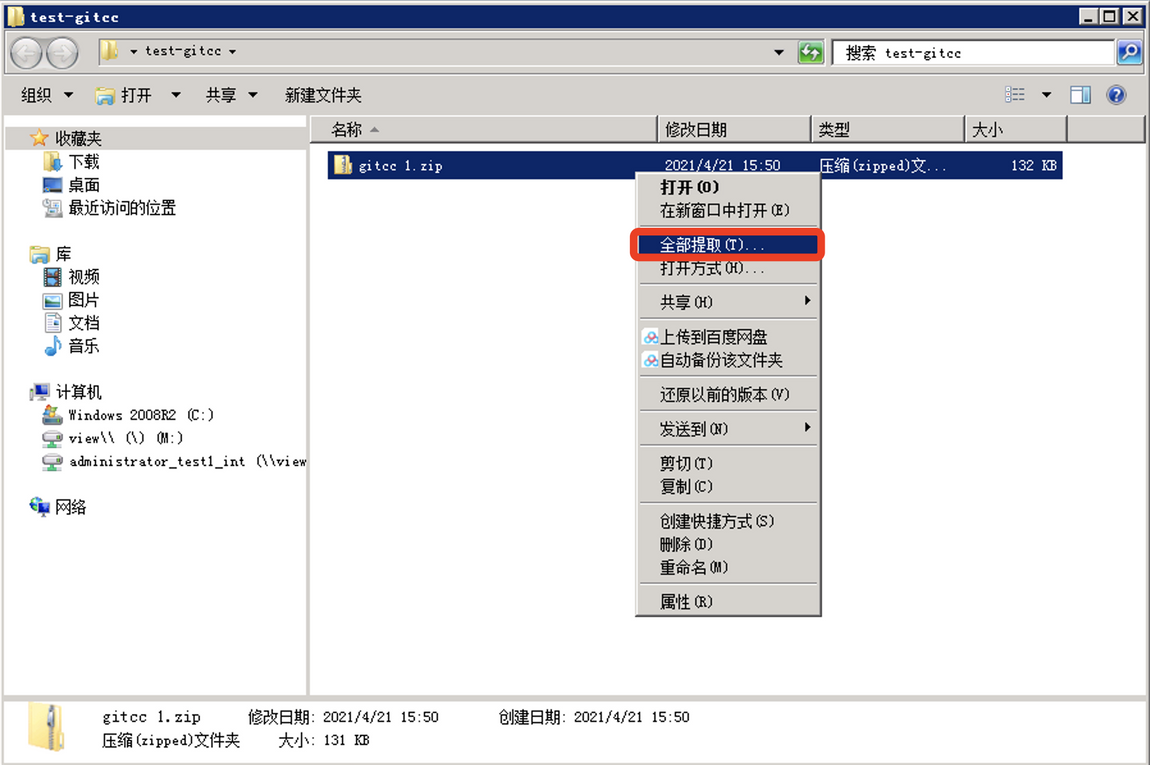 test-gitcc
test-gitcc
搜索 test-gitcc
组织 打开 共享 新建文件夹
名称 修改日期 类型 大小
收藏夹
下载
桌面
最近访问的位置
库
视频
图片
文档
音乐
计算机
Windows 2008R2 (C:)
view\\ (\) (M:)
administrator_test1_int (\\view
网络
gitcc 1.zip 2021/4/21 15:50 压缩(zipped)文... 132 KB
打开(O)
在新窗口中打开(E)
全部提取(T)...
打开方式(H)...
共享(H)
上传到百度网盘
自动备份该文件夹
还原以前的版本(V)
发送到(N)
剪切(T)
复制(C)
创建快捷方式(S)
删除(D)
重命名(M)
属性(R)
gitcc 1.zip 修改日期: 2021/4/21 15:50 创建日期: 2021/4/21 15:50
压缩(zipped)文件夹 大小: 131 KB